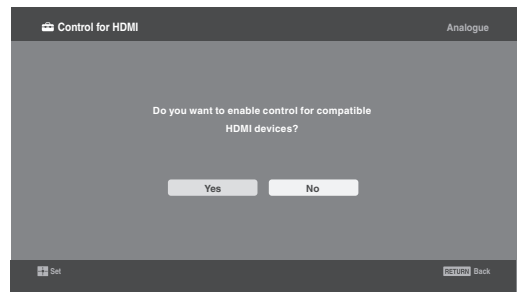 Control for HDMI
Analogue
Do you want to enable control for compatible
HDMI devices?
Yes No
Set
RETURN Back